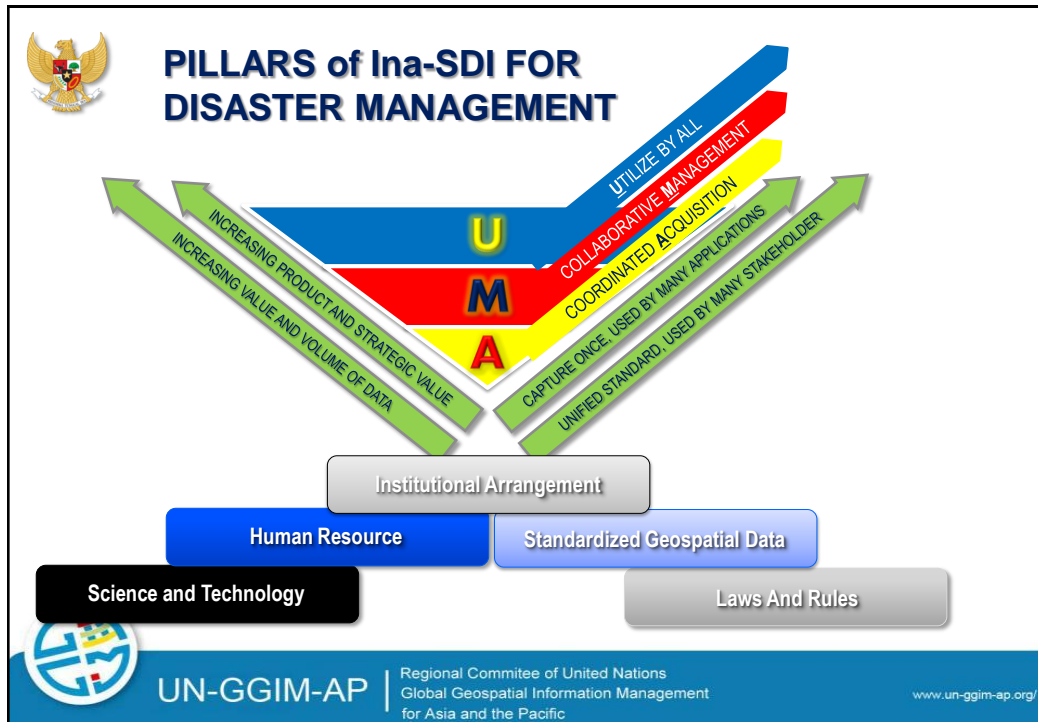 PILLARS of Ina-SDI FOR
DISASTER MANAGEMENT
UTILIZE BY ALL
COLLABORATIVE MANAGEMENT
COORDINATED ACQUISITION
U
M
A
INCREASING PRODUCT AND STRATEGIC VALUE
INCREASING VALUE AND VOLUME OF DATA
CAPTURE ONCE, USED BY MANY APPLICATIONS
UNIFIED STANDARD, USED BY MANY STAKEHOLDER
Institutional Arrangement
Human Resource
Standardized Geospatial Data
Science and Technology
Laws And Rules
UN-GGIM-AP
Regional Commitee of United Nations
Global Geospatial Information Management
for Asia and the Pacific
www.un-ggim-ap.org/